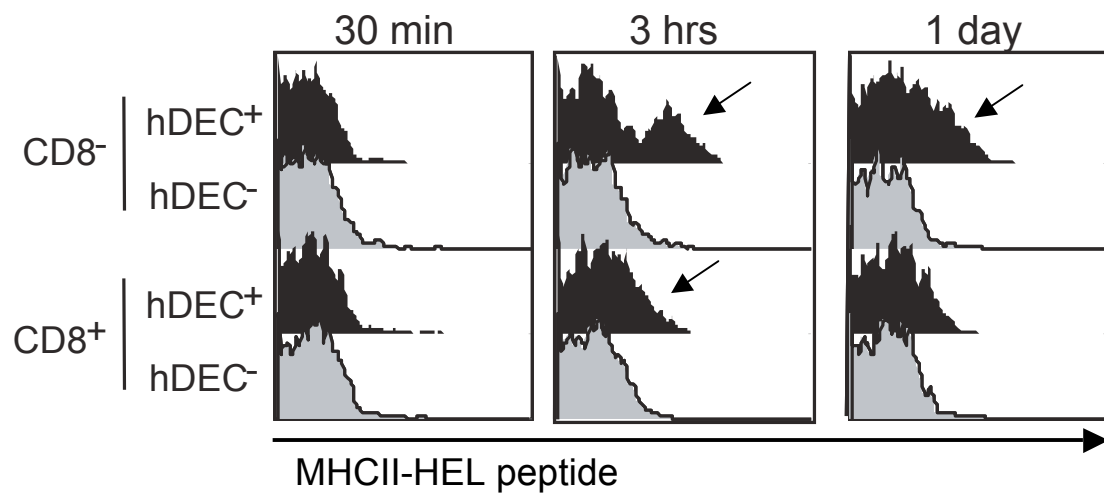 30 min 3 hrs 1 day
CD8-
hDEC+
hDEC-
CD8+
hDEC+
hDEC-
MHCII-HEL peptide